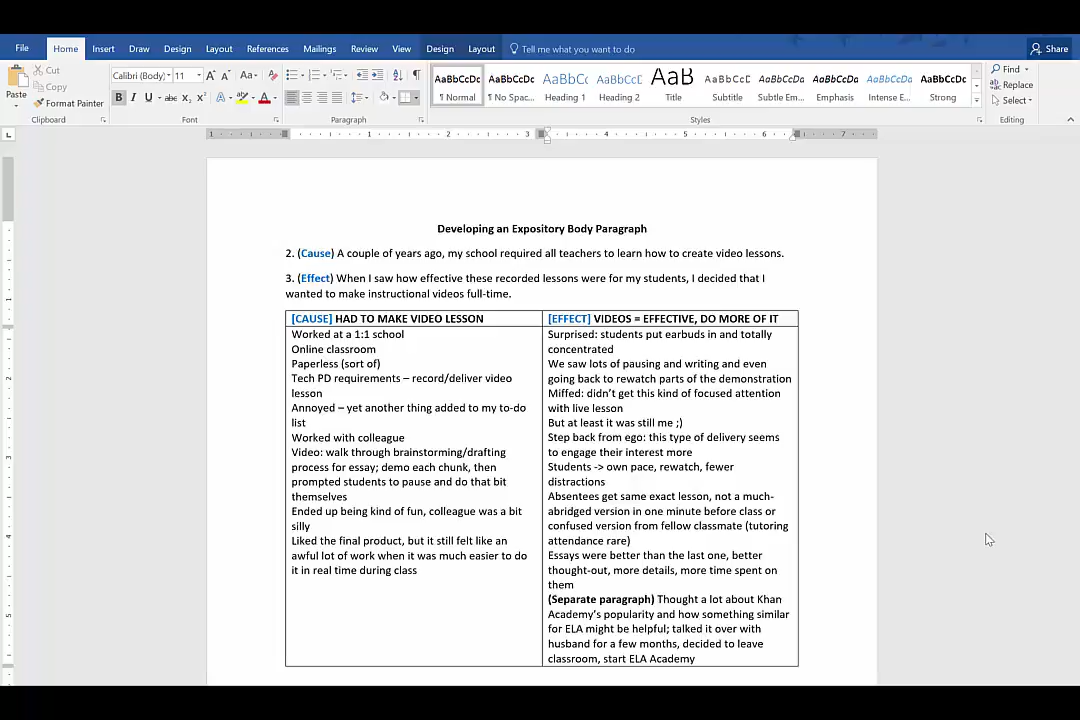 File Home Insert Draw Design Layout References Mailings Review View Design Layout Tell me what you want to do Share
Paste Cut Copy Format Painter
Clipboard
Calibri (Body) 11
Font
Paragraph
AaBbCcDc AaBbCcDc AaBbCc AaBbCcD AaB AaBbCcD AaBbCcDc AaBbCcDc AaBbCcDc AaBbCcDc
¶ Normal ¶ No Spac... Heading 1 Heading 2 Title Subtitle Subtle Em... Emphasis Intense E... Strong
Styles
Find
Replace
Select
Editing
Developing an Expository Body Paragraph
2. (Cause) A couple of years ago, my school required all teachers to learn how to create video lessons.
3. (Effect) When I saw how effective these recorded lessons were for my students, I decided that I
wanted to make instructional videos full-time.
[CAUSE] HAD TO MAKE VIDEO LESSON
Worked at a 1:1 school
Online classroom
Paperless (sort of)
Tech PD requirements – record/deliver video
lesson
Annoyed – yet another thing added to my to-do
list
Worked with colleague
Video: walk through brainstorming/drafting
process for essay; demo each chunk, then
prompted students to pause and do that bit
themselves
Ended up being kind of fun, colleague was a bit
silly
Liked the final product, but it still felt like an
awful lot of work when it was much easier to do
it in real time during class
[EFFECT] VIDEOS = EFFECTIVE, DO MORE OF IT
Surprised: students put earbuds in and totally
concentrated
We saw lots of pausing and writing and even
going back to rewatch parts of the demonstration
Miffed: didn't get this kind of focused attention
with live lesson
But at least it was still me ;)
Step back from ego: this type of delivery seems
to engage their interest more
Students -> own pace, rewatch, fewer
distractions
Absentees get same exact lesson, not a much-
abridged version in one minute before class or
confused version from fellow classmate (tutoring
attendance rare)
Essays were better than the last one, better
thought-out, more details, more time spent on
them
(Separate paragraph) Thought a lot about Khan
Academy's popularity and how something similar
for ELA might be helpful; talked it over with
husband for a few months, decided to leave
classroom, start ELA Academy